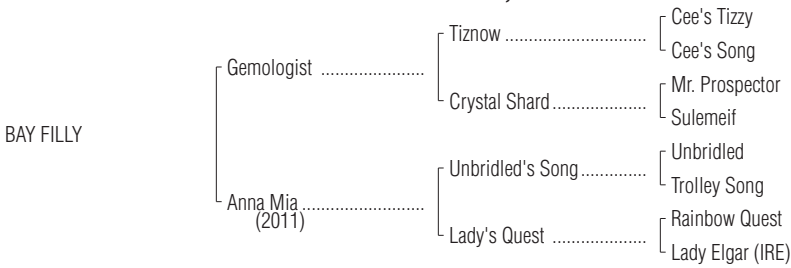 Cee's Tizzy
Tiznow ..............................
Cee's Song
Gemologist ......................
Mr. Prospector
Crystal Shard....................
Sulemeif
BAY FILLY
Unbridled
Unbridled's Song..............
Trolley Song
Anna Mia..........................
(2011)
Rainbow Quest
Lady's Quest ....................
Lady Elgar (IRE)